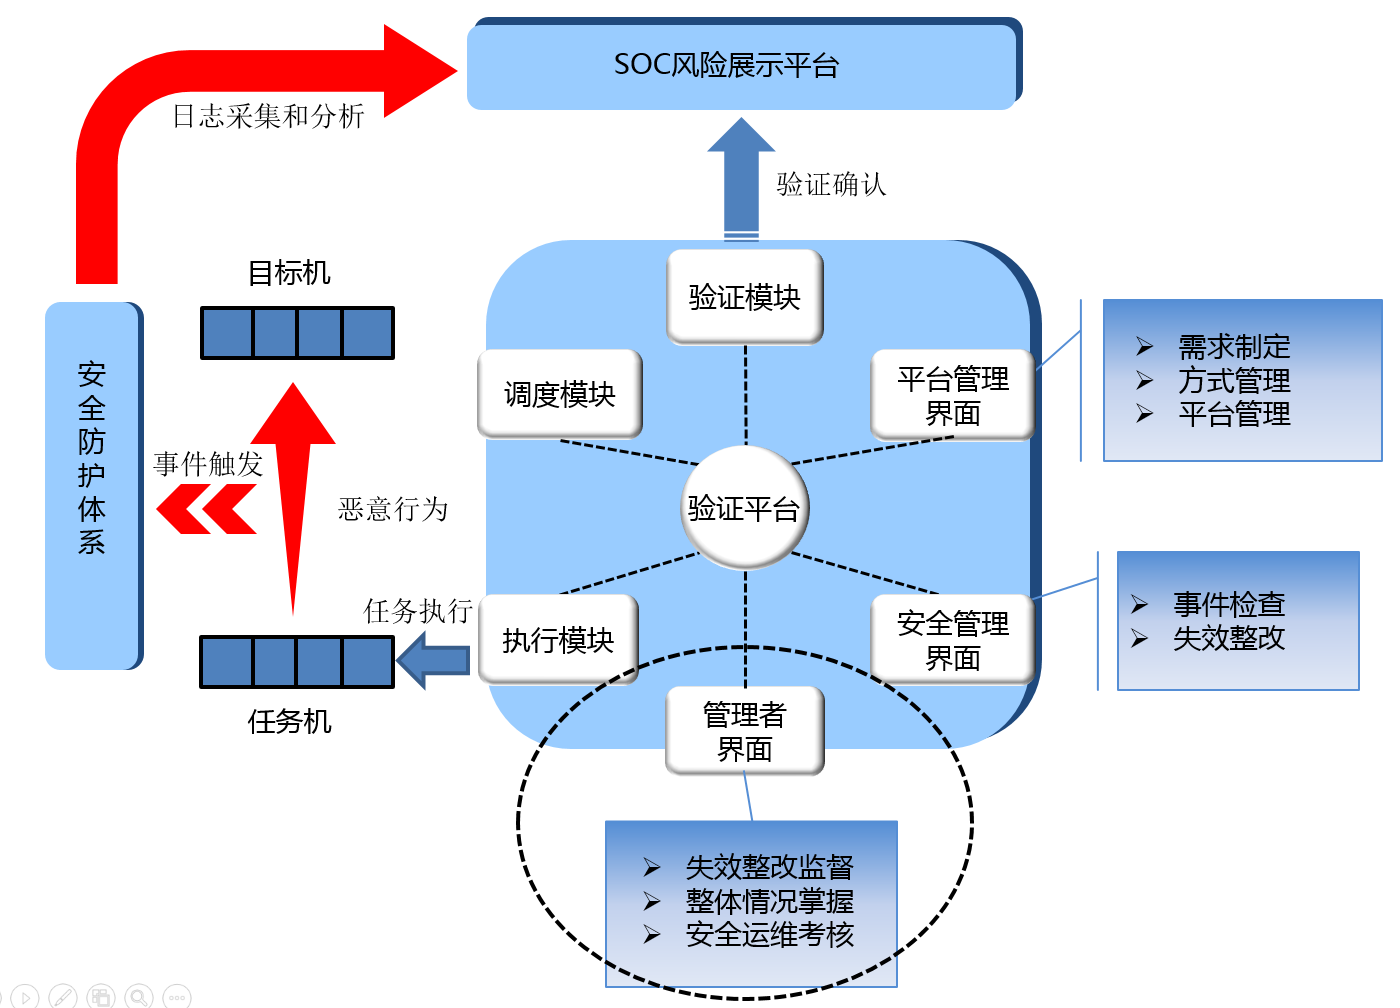 SOC风险展示平台
日志采集和分析
验证确认
目标机
验证模块
调度模块
平台管理
界面
需求制定
方式管理
平台管理
安
全
防
护
体
系
事件触发
恶意行为
验证平台
任务执行
执行模块
安全管理
界面
事件检查
失效整改
任务机
管理者
界面
失效整改监督
整体情况掌握
安全运维考核